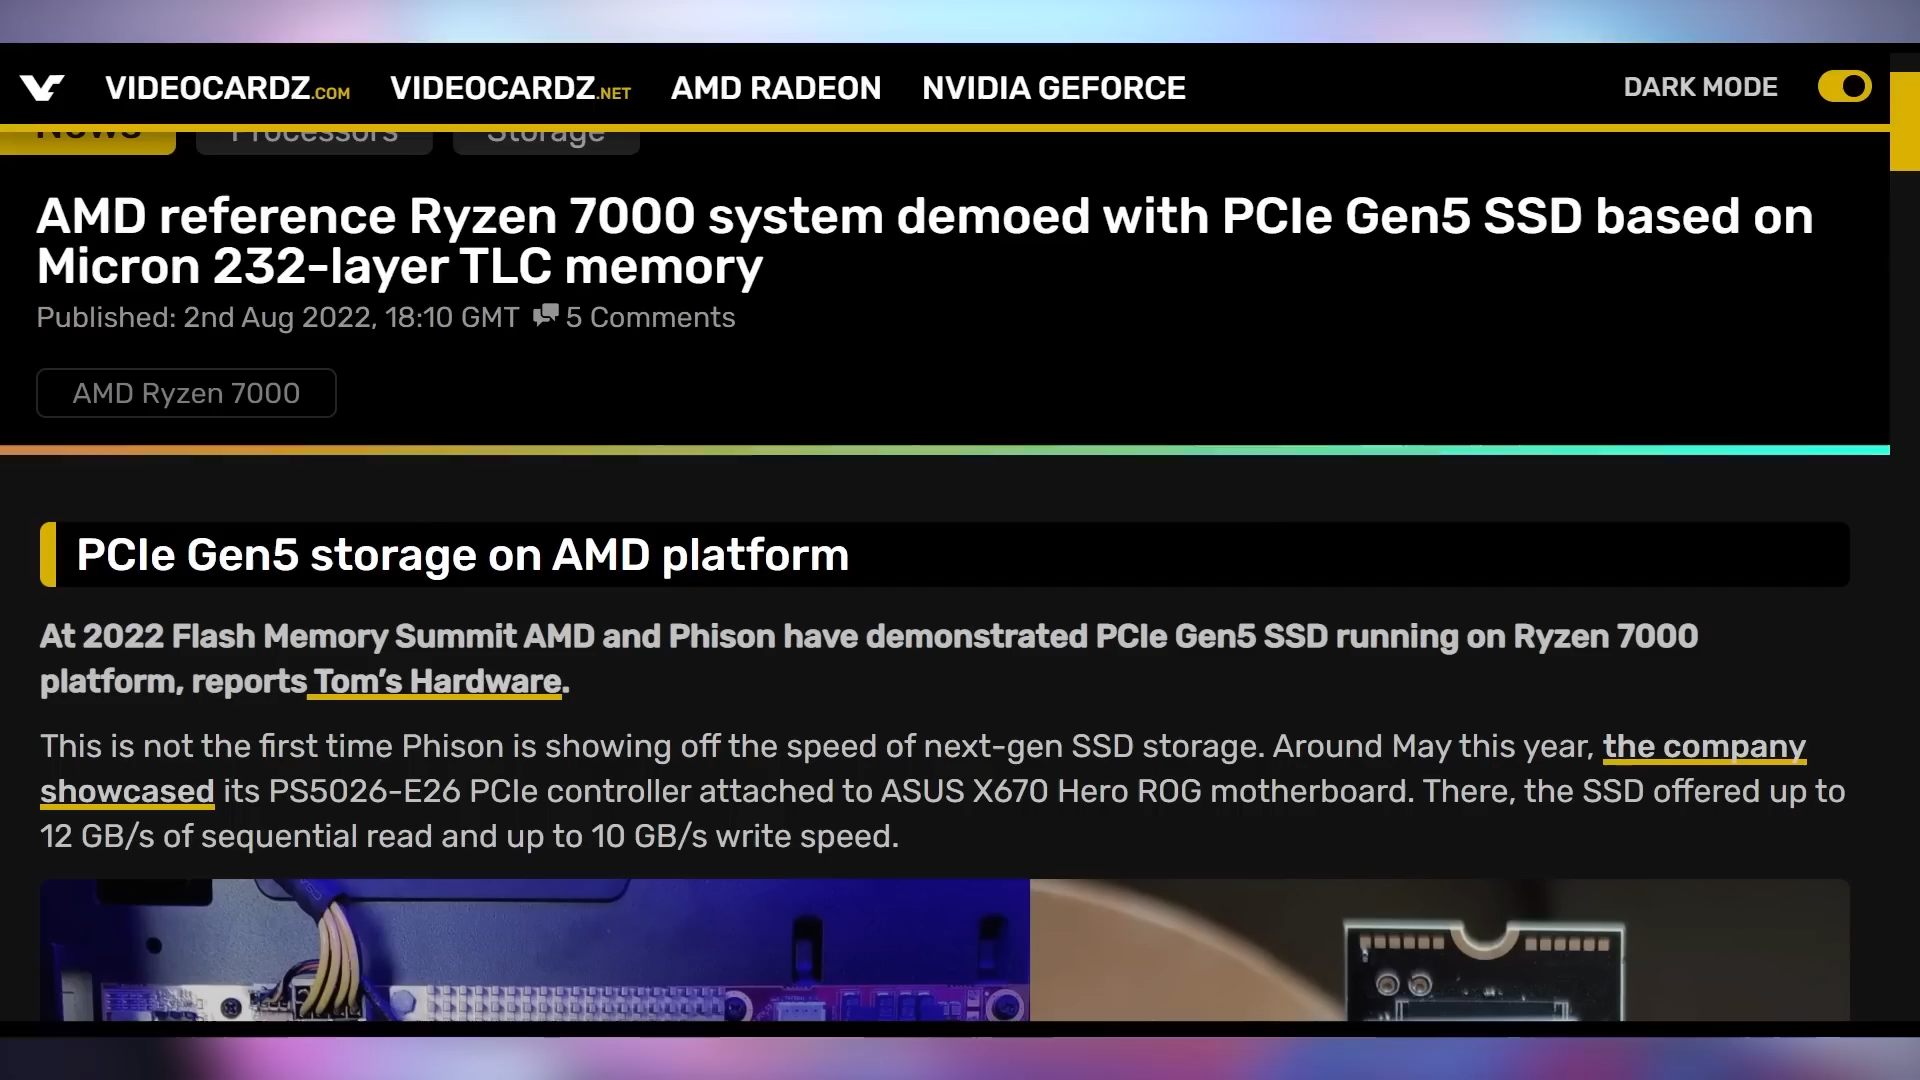 VIDEOCARDZ.COM VIDEOCARDZ.NET AMD RADEON NVIDIA GEFORCE DARK MODE
News Processors Storage
AMD reference Ryzen 7000 system demoed with PCIe Gen5 SSD based on
Micron 232-layer TLC memory
Published: 2nd Aug 2022, 18:10 GMT 5 Comments
AMD Ryzen 7000
PCIe Gen5 storage on AMD platform
At 2022 Flash Memory Summit AMD and Phison have demonstrated PCIe Gen5 SSD running on Ryzen 7000
platform, reports Tom’s Hardware.
This is not the first time Phison is showing off the speed of next-gen SSD storage. Around May this year, the company
showcased its PS5026-E26 PCIe controller attached to ASUS X670 Hero ROG motherboard. There, the SSD offered up to
12 GB/s of sequential read and up to 10 GB/s write speed.